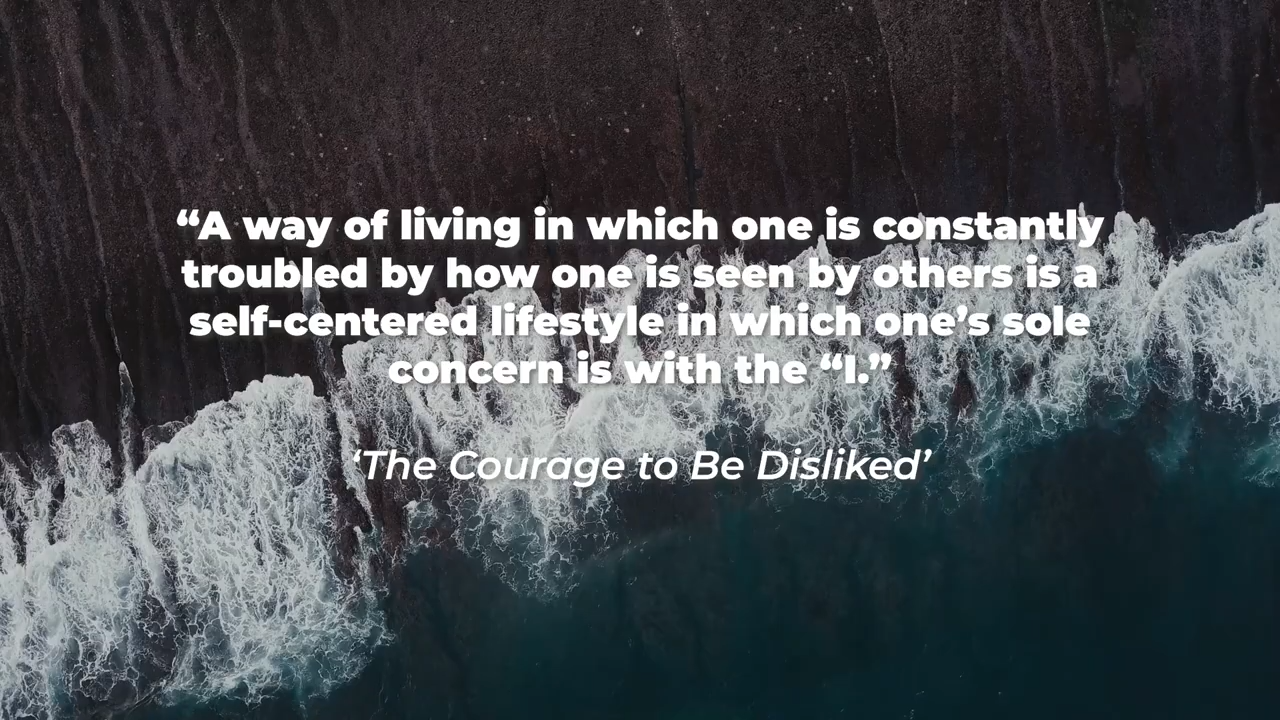 “A way of living in which one is constantly
troubled by how one is seen by others is a
self-centered lifestyle in which one’s sole
concern is with the “I.”
‘The Courage to Be Disliked’